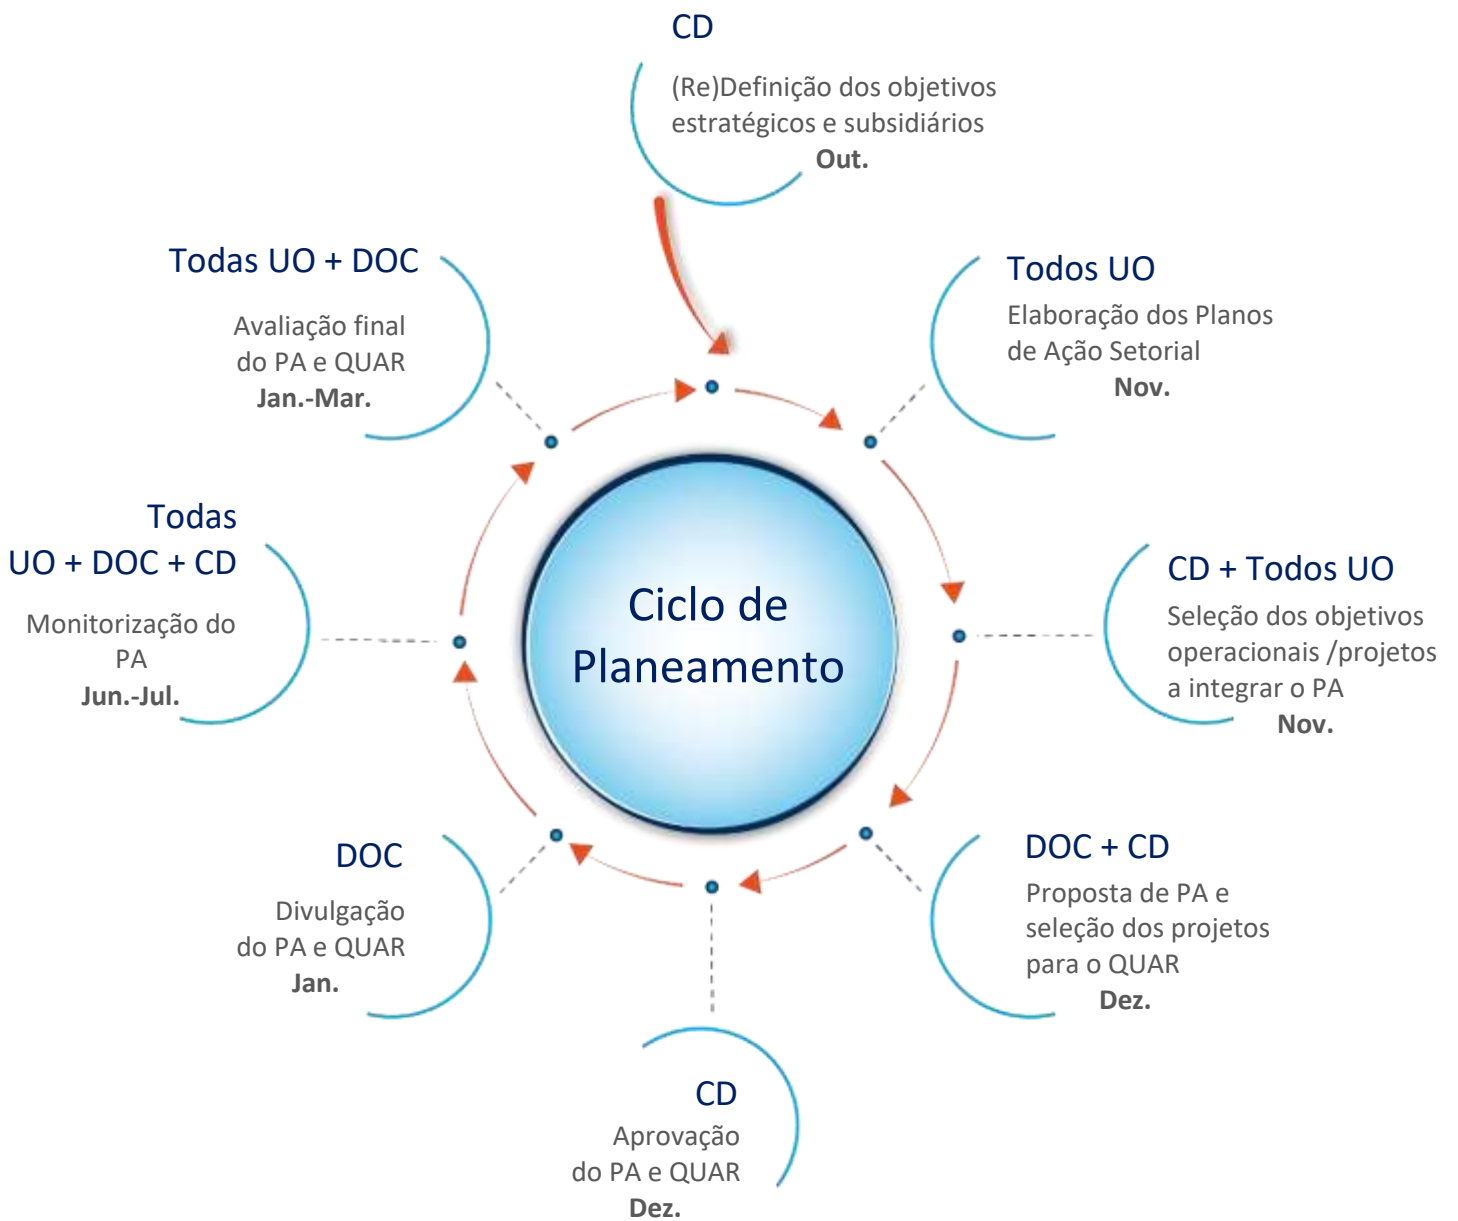 CD
(Re)Definição dos objetivos
estratégicos e subsidiários
Out.
Todos UO
Elaboração dos Planos
de Ação Setorial
Nov.
CD + Todos UO
Seleção dos objetivos
operacionais /projetos
a integrar o PA
Nov.
DOC + CD
Proposta de PA e
seleção dos projetos
para o QUAR
Dez.
CD
Aprovação
do PA e QUAR
Dez.
DOC
Divulgação
do PA e QUAR
Jan.
Todas
UO + DOC + CD
Monitorização do
PA
Jun.-Jul.
Todas UO + DOC
Avaliação final
do PA e QUAR
Jan.-Mar.
Ciclo de
Planeamento